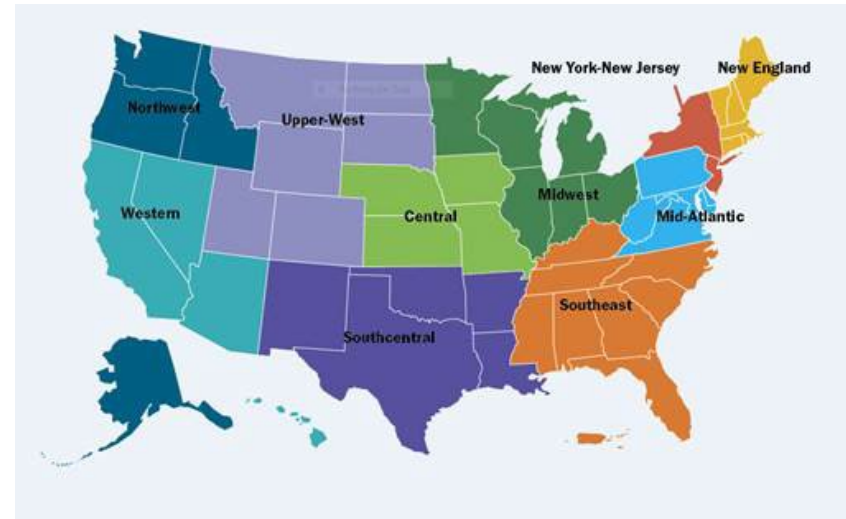 New York-New Jersey
New England
Northwest
Upper-West
Midwest
Western
Central
Mid-Atlantic
Southeast
Southcentral